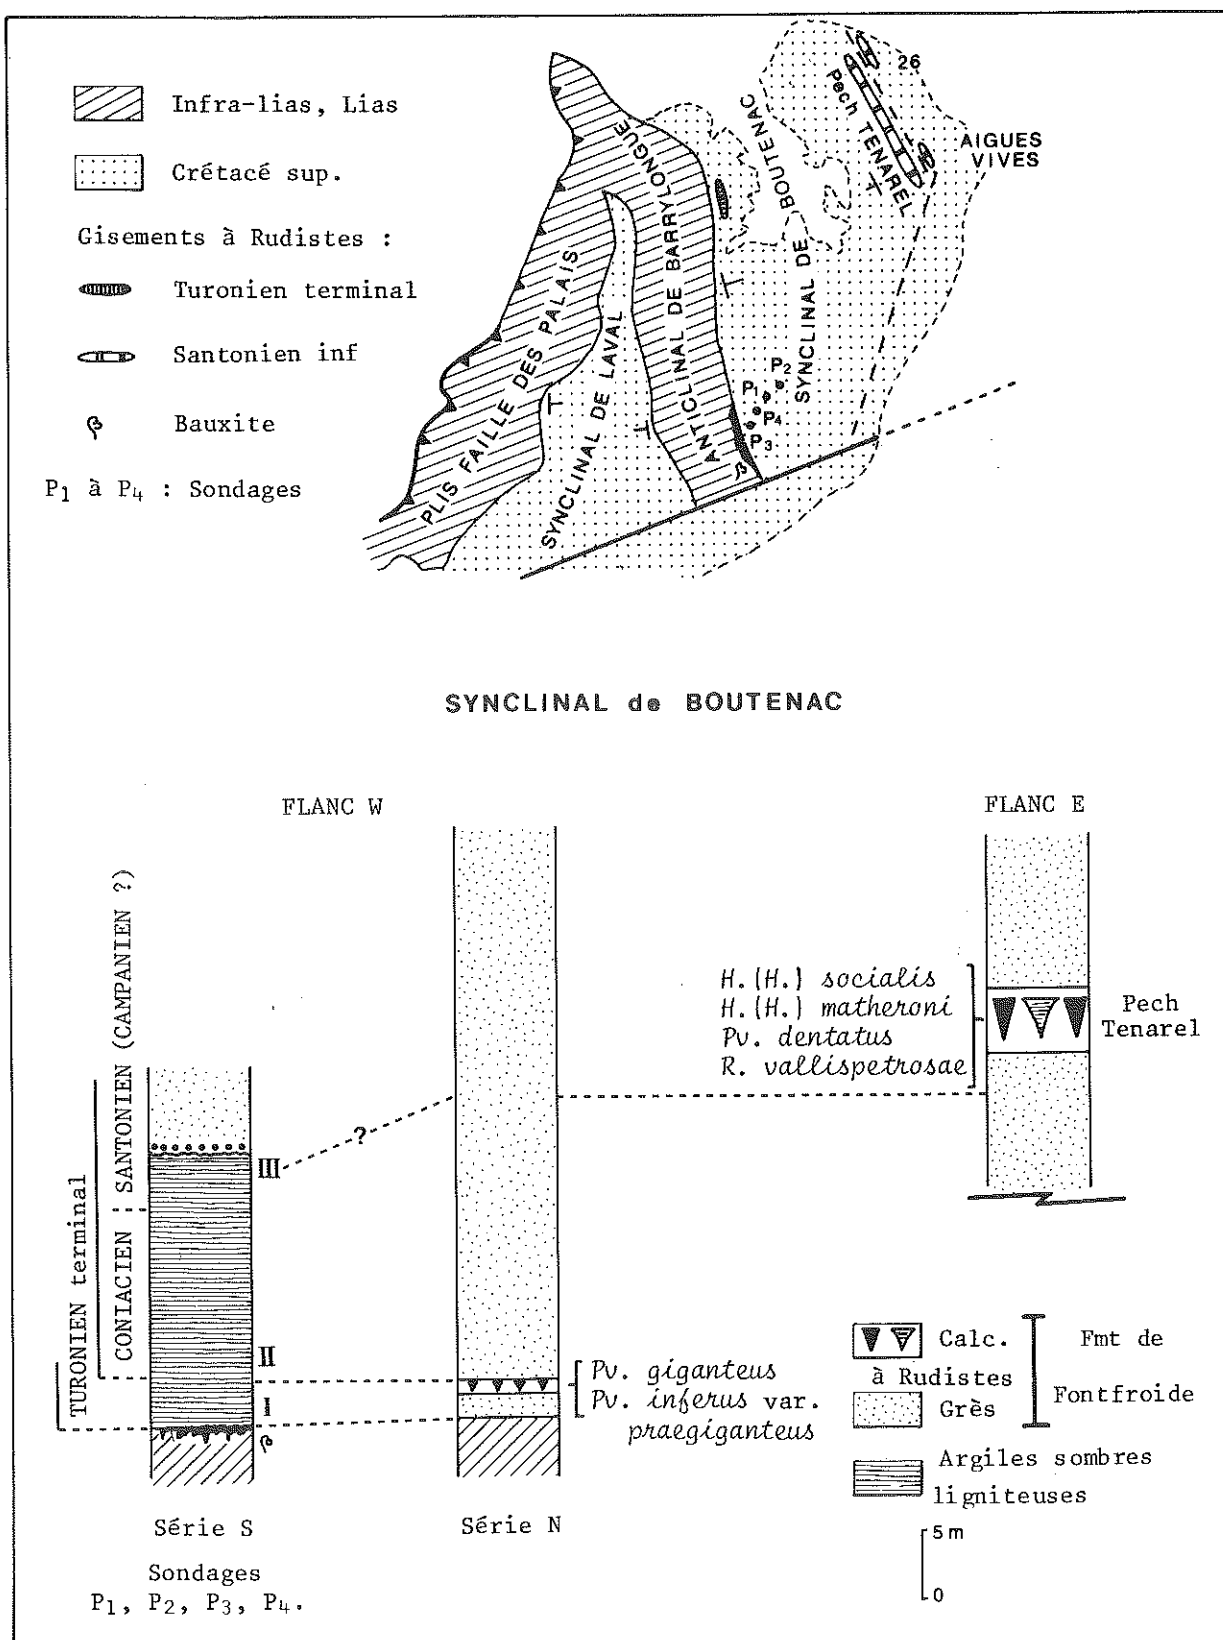 Infra-lias, Lias
Crétacé sup.
Gisements à Rudistes :
Turonien terminal
Santonien inf
Bauxite
P1 à P4 : Sondages
PLIS FAILLE DES PALAIS
SYNCLINAL DE LAVAL
ANTICLINAL DE BARRYLONGUE
SYNCLINAL DE BOUTENAC
Pech TENAREL
26
AIGUES
VIVES
P2
P1
P4
P3
SYNCLINAL de BOUTENAC
FLANC W
FLANC E
TURONIEN terminal
CONIACIEN
SANTONIEN (CAMPANIEN ?)
III
?
II
I
H.(H.) socialis
H.(H.) matheroni
Pv. dentatus
R. vallispetrosae
Pech
Tenarel
Pv. giganteus
Pv. inferus var.
praegiganteus
Calc.
à Rudistes
Grès
Fmt de
Fontfroide
Argiles sombres
ligniteuses
5m
0
Série S
Série N
Sondages
P1, P2, P3, P4.